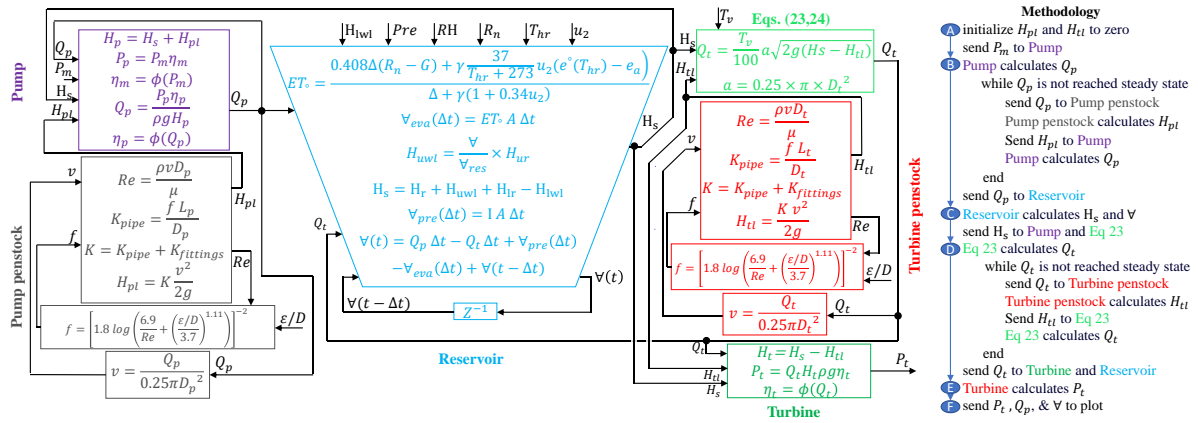 Pump
Q_p
P_m
H_s
H_pl
H_p = H_s + H_pl
P_p = P_m η_m
η_m = ϕ(P_m)
Q_p = P_p η_p / ρgH_p
η_p = ϕ(Q_p)
Q_p
Pump penstock
v
f
Re = ρvD_p / μ
K_pipe = f L_p / D_p
K = K_pipe + K_fittings
H_pl = K v² / 2g
H_pl
Re
f = [1.8 log(6.9/Re + ((ε/D)/3.7)^1.11)]^−2
ε/D
v = Q_p / 0.25πD_p²
Q_p
H_lwl
Pre
RH
R_n
T_hr
u_2
ET∘ = (0.408Δ(R_n − G) + γ 37/(T_hr + 273) u_2(e°(T_hr) − e_a)) / (Δ + γ(1 + 0.34u_2))
∀_eva(Δt) = ET∘ A Δt
H_uwl = ∀/∀_res × H_ur
H_s = H_r + H_uwl + H_lr − H_lwl
∀_pre(Δt) = I A Δt
∀(t) = Q_p Δt − Q_t Δt + ∀_pre(Δt)
−∀_eva(Δt) + ∀(t − Δt)
Q_t
H_s
∀(t − Δt)
Z⁻¹
∀(t)
Reservoir
T_v
Eqs. (23,24)
H_s
H_tl
Q_t = T_v/100 a√2g(Hs − H_tl)
a = 0.25 × π × D_t²
Q_t
Turbine penstock
v
f
Re = ρvD_t / μ
K_pipe = f L_t / D_t
K = K_pipe + K_fittings
H_tl = K v² / 2g
H_tl
Re
f = [1.8 log(6.9/Re + ((ε/D)/3.7)^1.11)]^−2
ε/D
v = Q_t / 0.25πD_t²
Q_t
Q_t
H_tl
H_s
H_t = H_s − H_tl
P_t = Q_t H_t ρgη_t
η_t = ϕ(Q_t)
P_t
Turbine
Methodology
A initialize H_pl and H_tl to zero
send P_m to Pump
B Pump calculates Q_p
while Q_p is not reached steady state
send Q_p to Pump penstock
Pump penstock calculates H_pl
Send H_pl to Pump
Pump calculates Q_p
end
send Q_p to Reservoir
C Reservoir calculates H_s and ∀
send H_s to Pump and Eq 23
D Eq 23 calculates Q_t
while Q_t is not reached steady state
send Q_t to Turbine penstock
Turbine penstock calculates H_tl
Send H_tl to Eq 23
Eq 23 calculates Q_t
end
send Q_t to Turbine and Reservoir
E Turbine calculates P_t
F send P_t , Q_p, & ∀ to plot